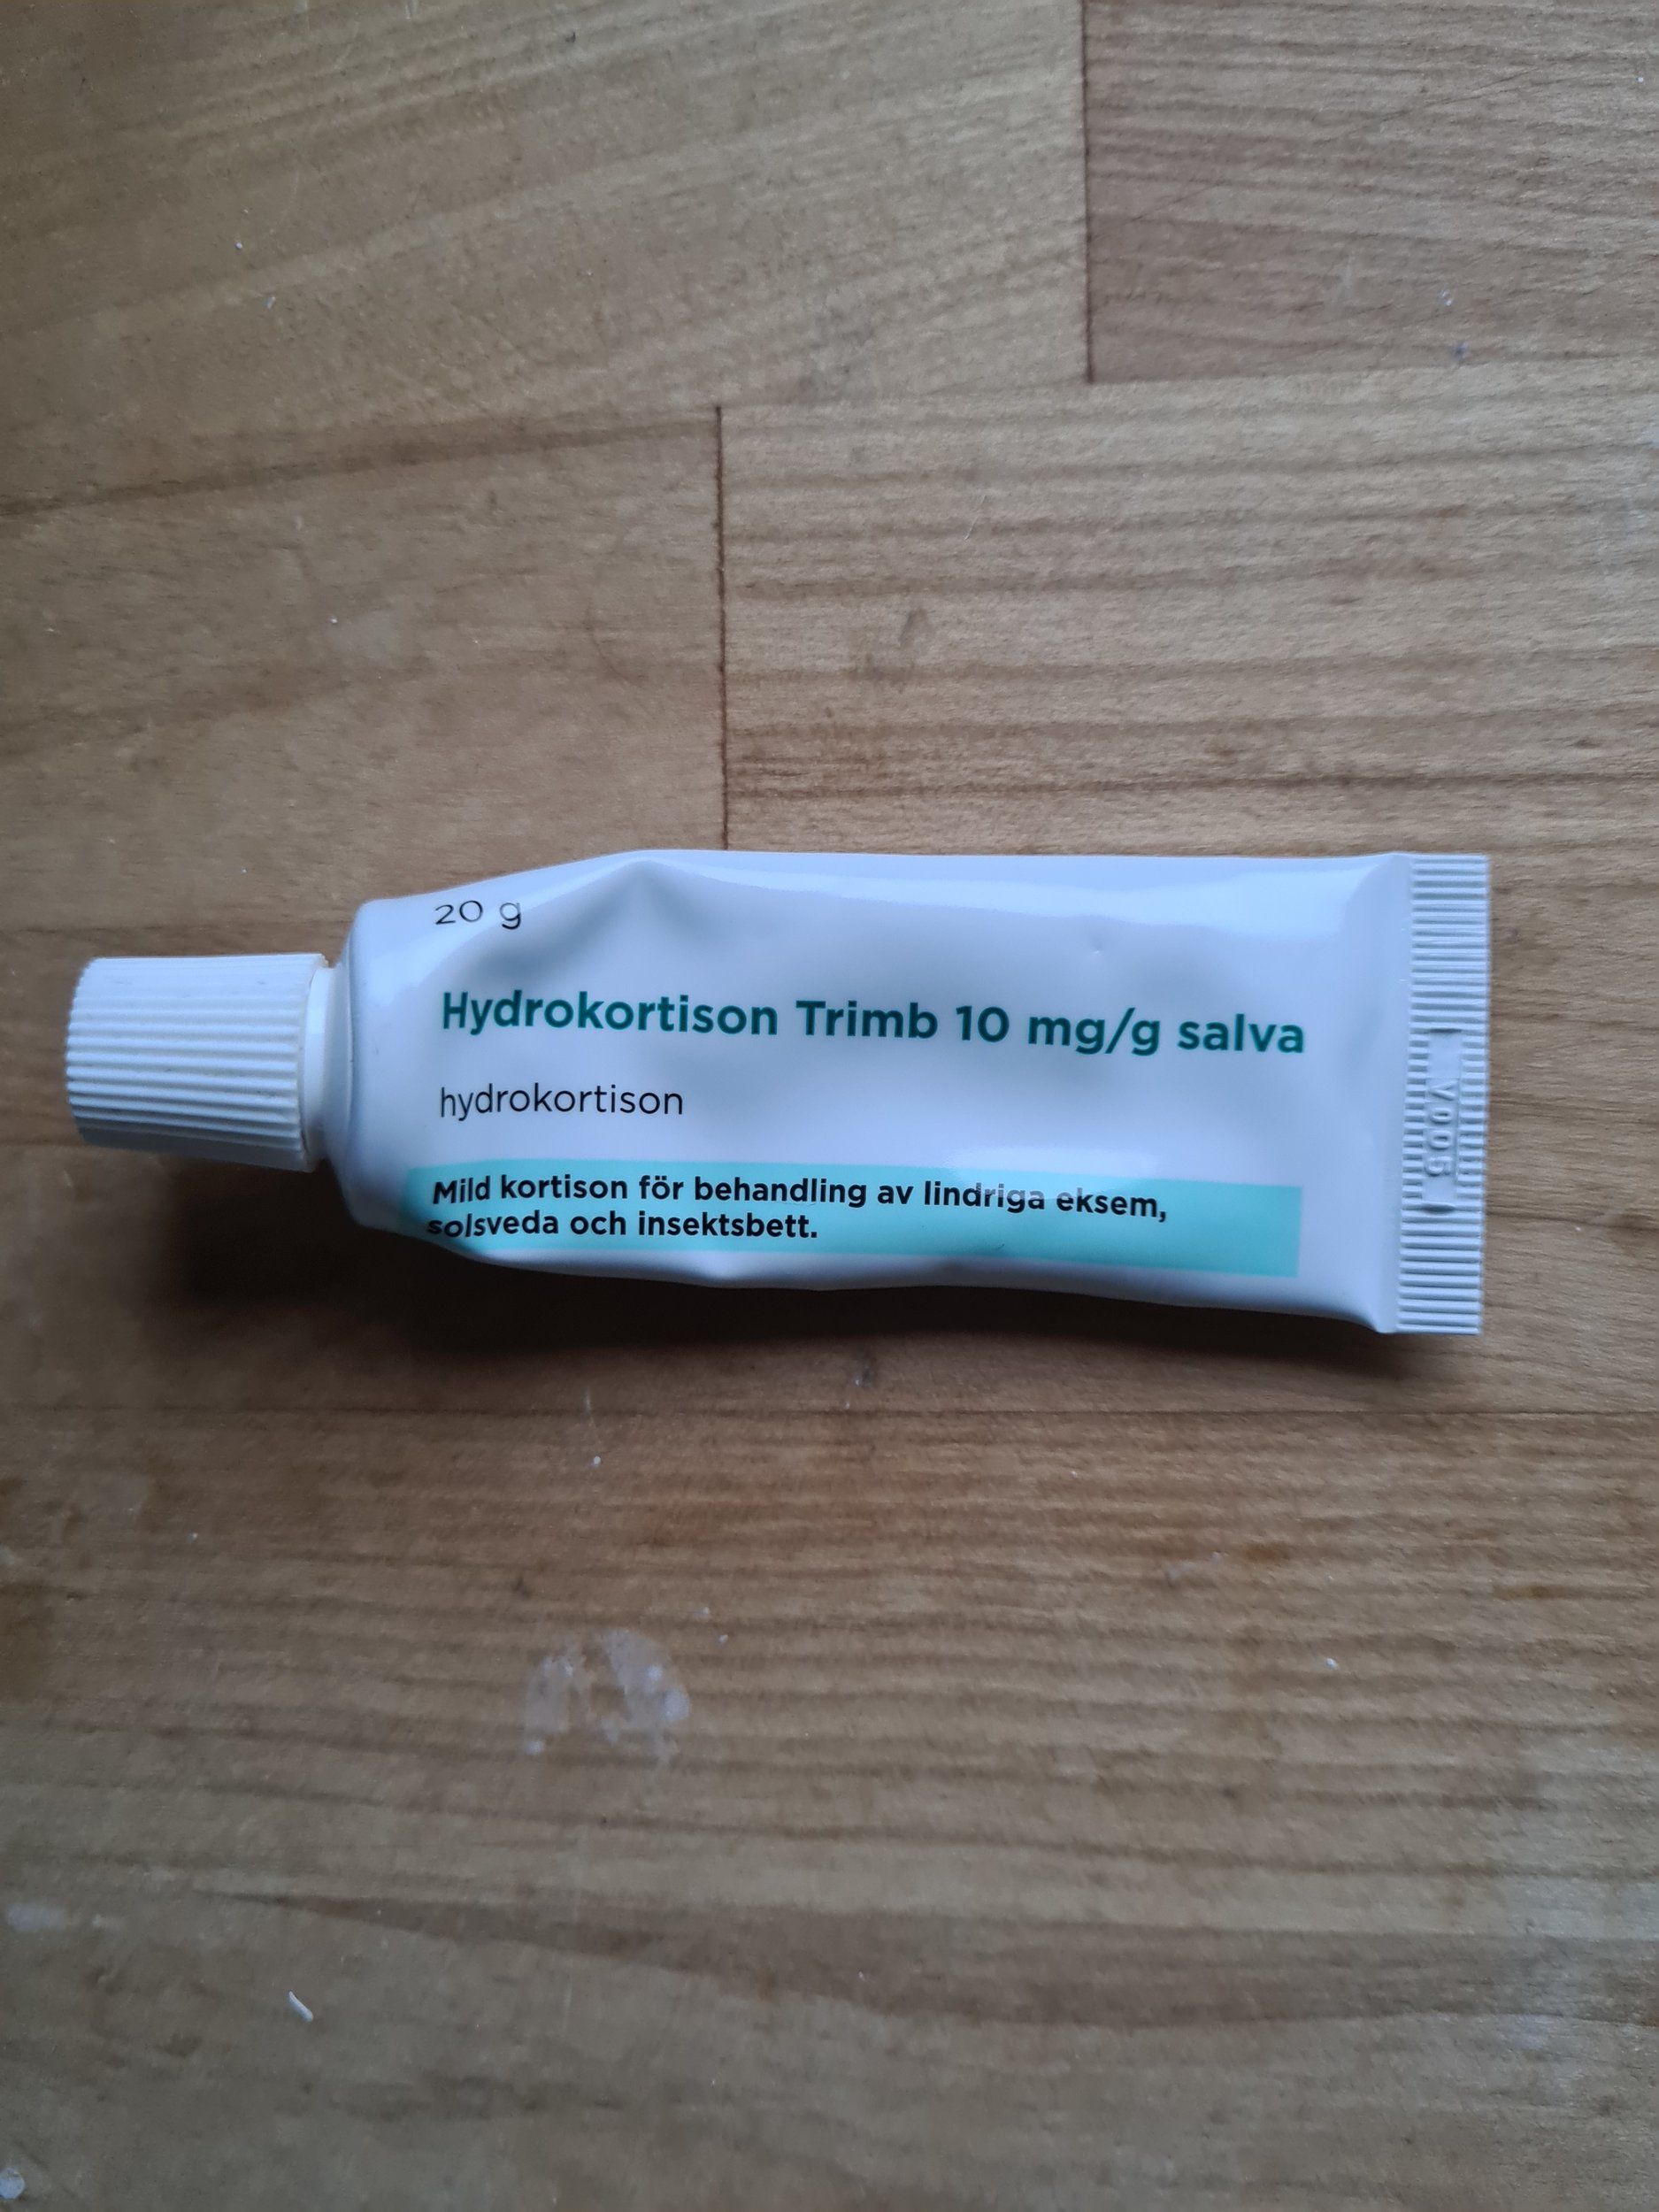 20 g
Hydrokortison Trimb 10 mg/g salva
hydrokortison
Mild kortison för behandling av lindriga eksem,
solsveda och insektsbett.